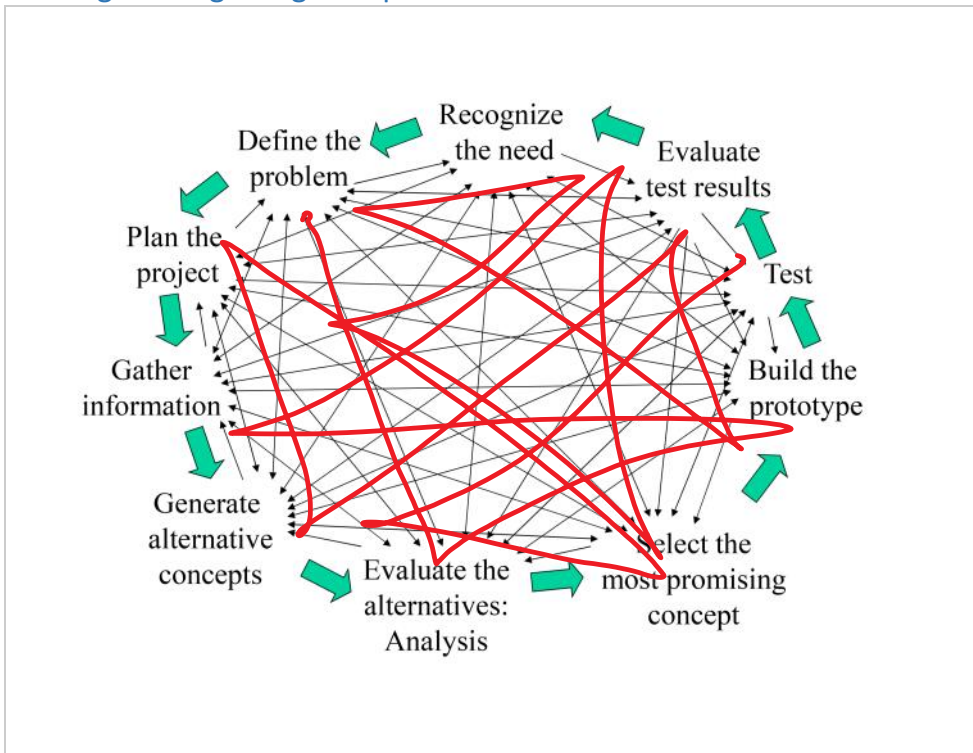 Recognize
the need
Define the
problem
Plan the
project
Gather
information
Generate
alternative
concepts
Evaluate the
alternatives:
Analysis
Select the
most promising
concept
Build the
prototype
Test
Evaluate
test results